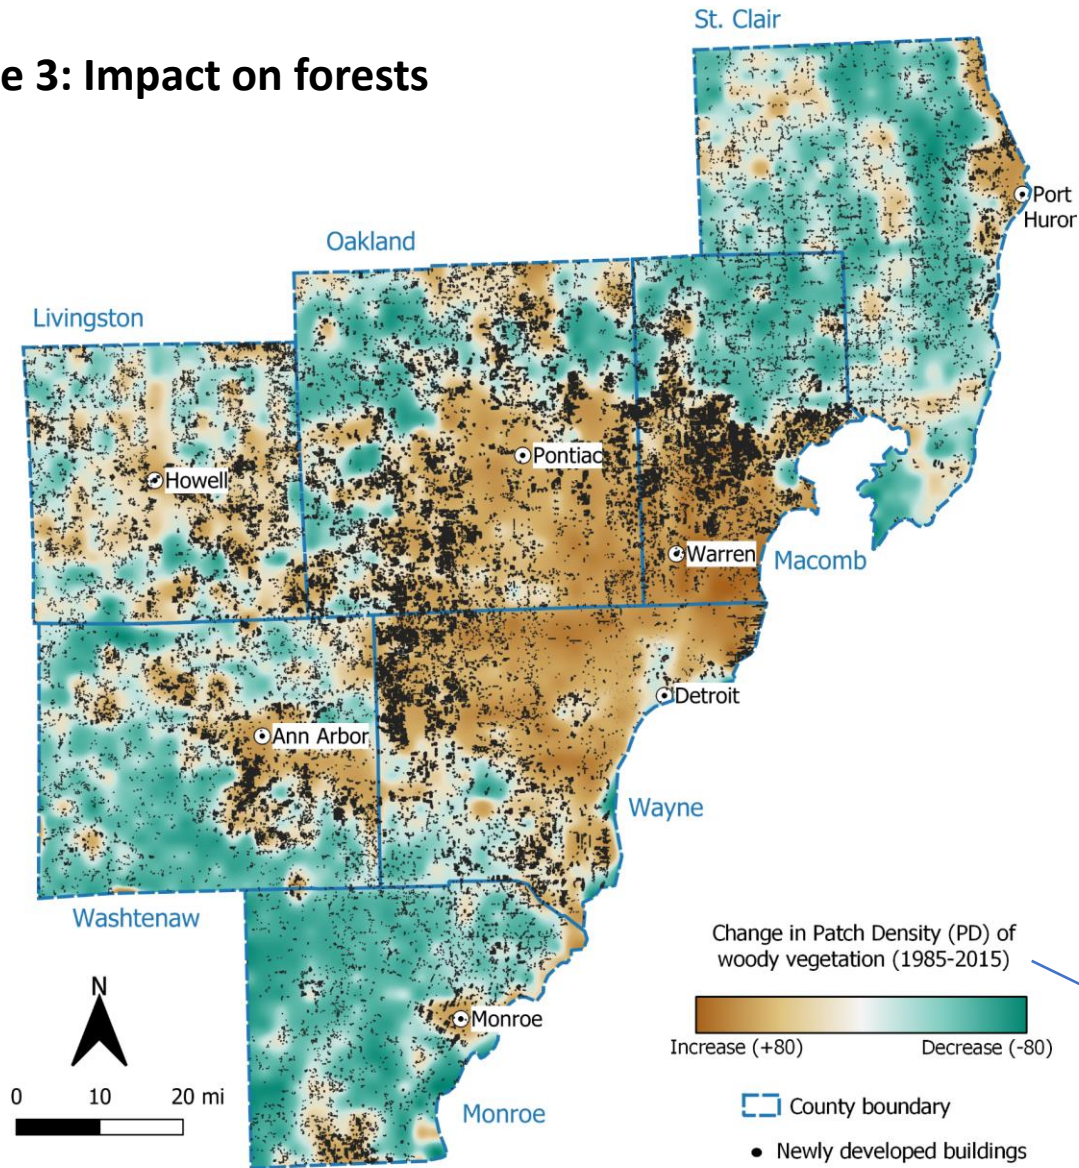 St. Clair
e 3: Impact on forests
Port
Huron
Oakland
Livingston
Pontiac
Howell
Warren
Macomb
Detroit
Ann Arbor
Wayne
Washtenaw
Change in Patch Density (PD) of
woody vegetation (1985-2015)
N
Monroe
Increase (+80)
Decrease (-80)
0 10 20 mi
Monroe
County boundary
Newly developed buildings